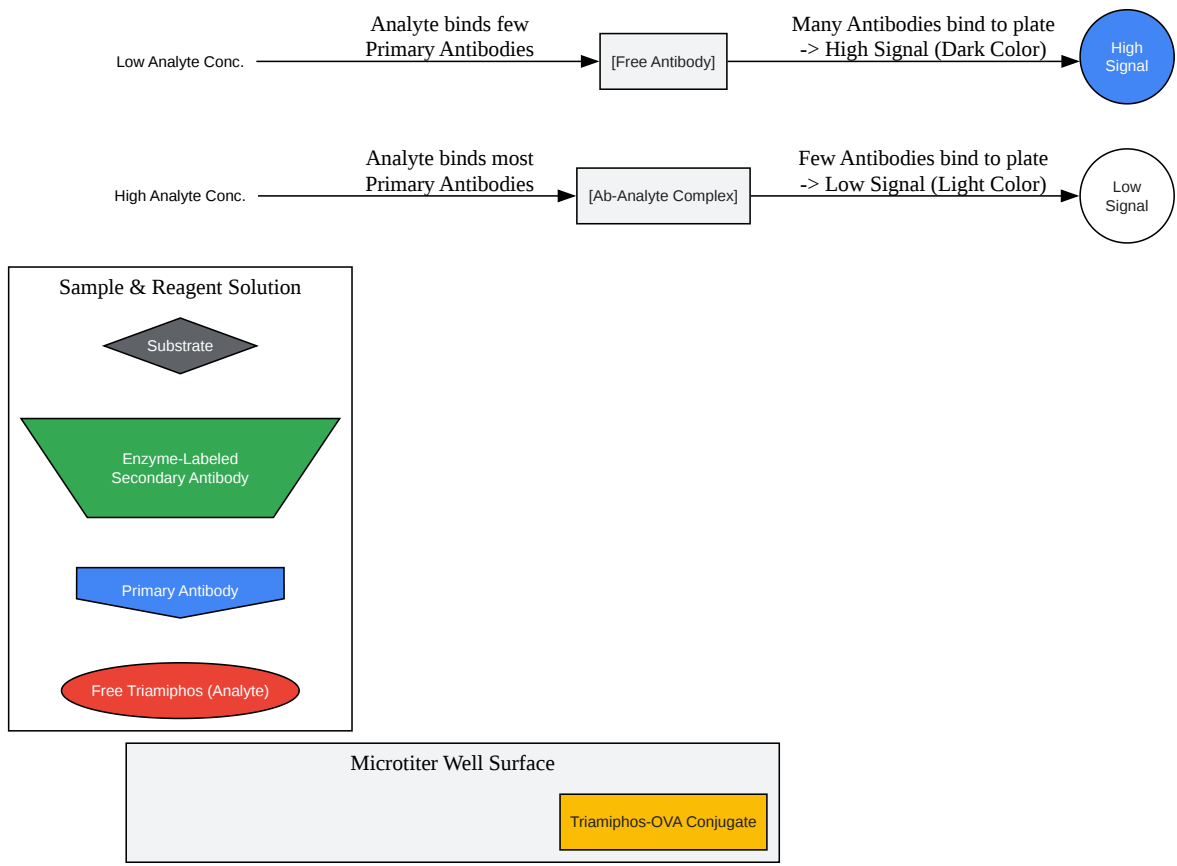 Analyte binds few
Primary Antibodies
Many Antibodies bind to plate
-> High Signal (Dark Color)
Low Analyte Conc.
[Free Antibody]
High
Signal
Analyte binds most
Primary Antibodies
Few Antibodies bind to plate
-> Low Signal (Light Color)
High Analyte Conc.
[Ab-Analyte Complex]
Low
Signal
Sample & Reagent Solution
Substrate
Enzyme-Labeled
Secondary Antibody
Primary Antibody
Free Triamiphos (Analyte)
Microtiter Well Surface
Triamiphos-OVA Conjugate